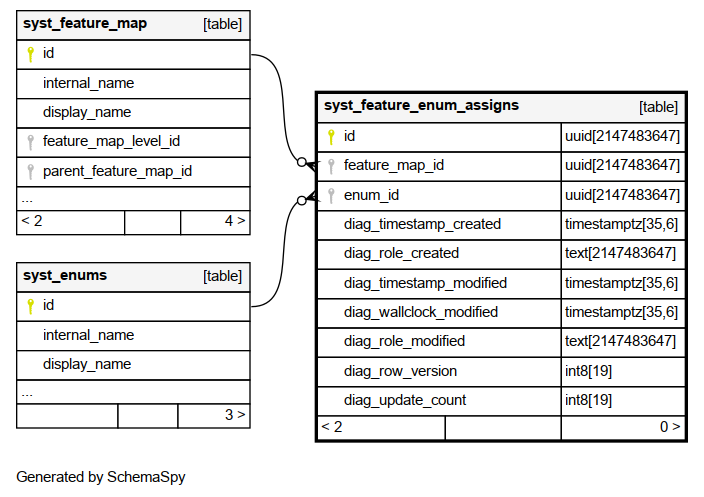 syst_feature_map [table]
id
internal_name
display_name
feature_map_level_id
parent_feature_map_id
...
< 2 4 >
syst_enums [table]
id
internal_name
display_name
...
3 >
syst_feature_enum_assigns [table]
id uuid[2147483647]
feature_map_id uuid[2147483647]
enum_id uuid[2147483647]
diag_timestamp_created timestamptz[35,6]
diag_role_created text[2147483647]
diag_timestamp_modified timestamptz[35,6]
diag_wallclock_modified timestamptz[35,6]
diag_role_modified text[2147483647]
diag_row_version int8[19]
diag_update_count int8[19]
< 2 0 >
Generated by SchemaSpy